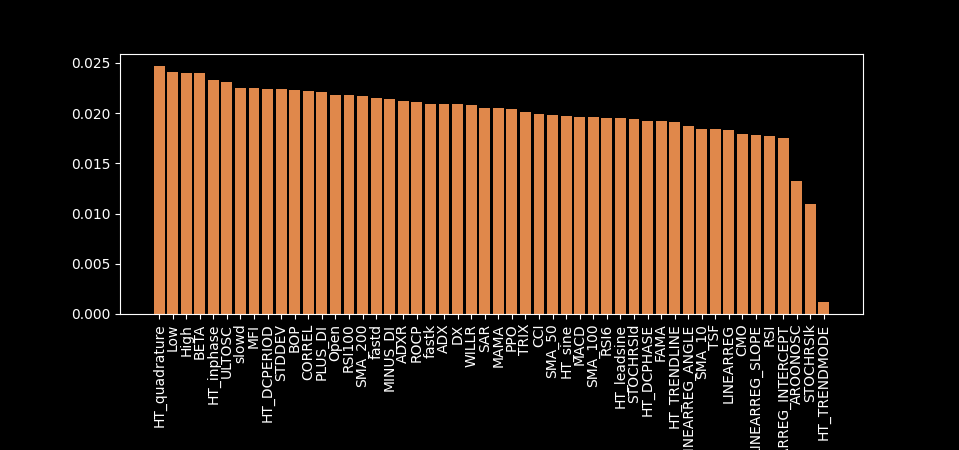 0.025
0.020
0.015
0.010
0.005
0.000
HT_quadrature
Low
High
BETA
HT_inphase
ULTOSC
slowd
MFI
HT_DCPERIOD
STDDEV
BOP
CORREL
PLUS_DI
Open
RSI100
SMA_200
fastd
MINUS_DI
ADXR
ROCP
fastk
ADX
DX
WILLR
SAR
MAMA
PPO
TRIX
CCI
SMA_50
HT_sine
MACD
SMA_100
RSI6
HT_leadsine
STOCHRSId
HT_DCPHASE
FAMA
HT_TRENDLINE
INEARREG_ANGLE
SMA_10
TSF
LINEARREG
CMO
INEARREG_SLOPE
RSI
ARREG_INTERCEPT
AROONOSC
STOCHRSIk
HT_TRENDMODE